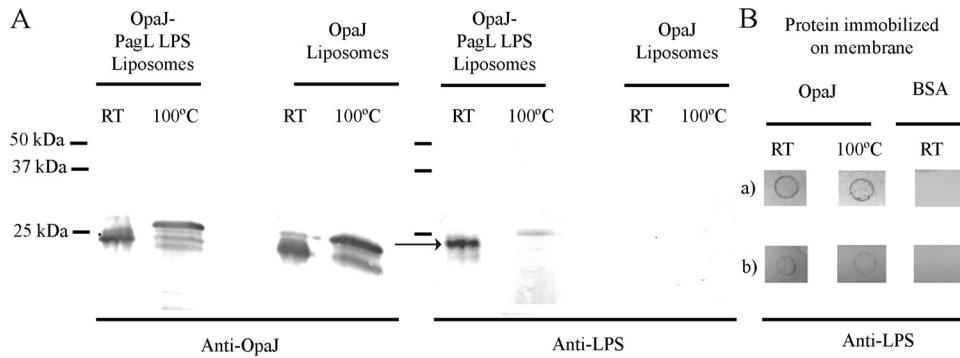 A
OpaJ-
PagL LPS
Liposomes
OpaJ
Liposomes
OpaJ-
PagL LPS
Liposomes
OpaJ
Liposomes
RT 100ºC RT 100ºC RT 100ºC RT 100ºC
50 kDa
37 kDa
25 kDa
Anti-OpaJ
Anti-LPS
B
Protein immobilized
on membrane
OpaJ BSA
RT 100ºC RT
a)
b)
Anti-LPS